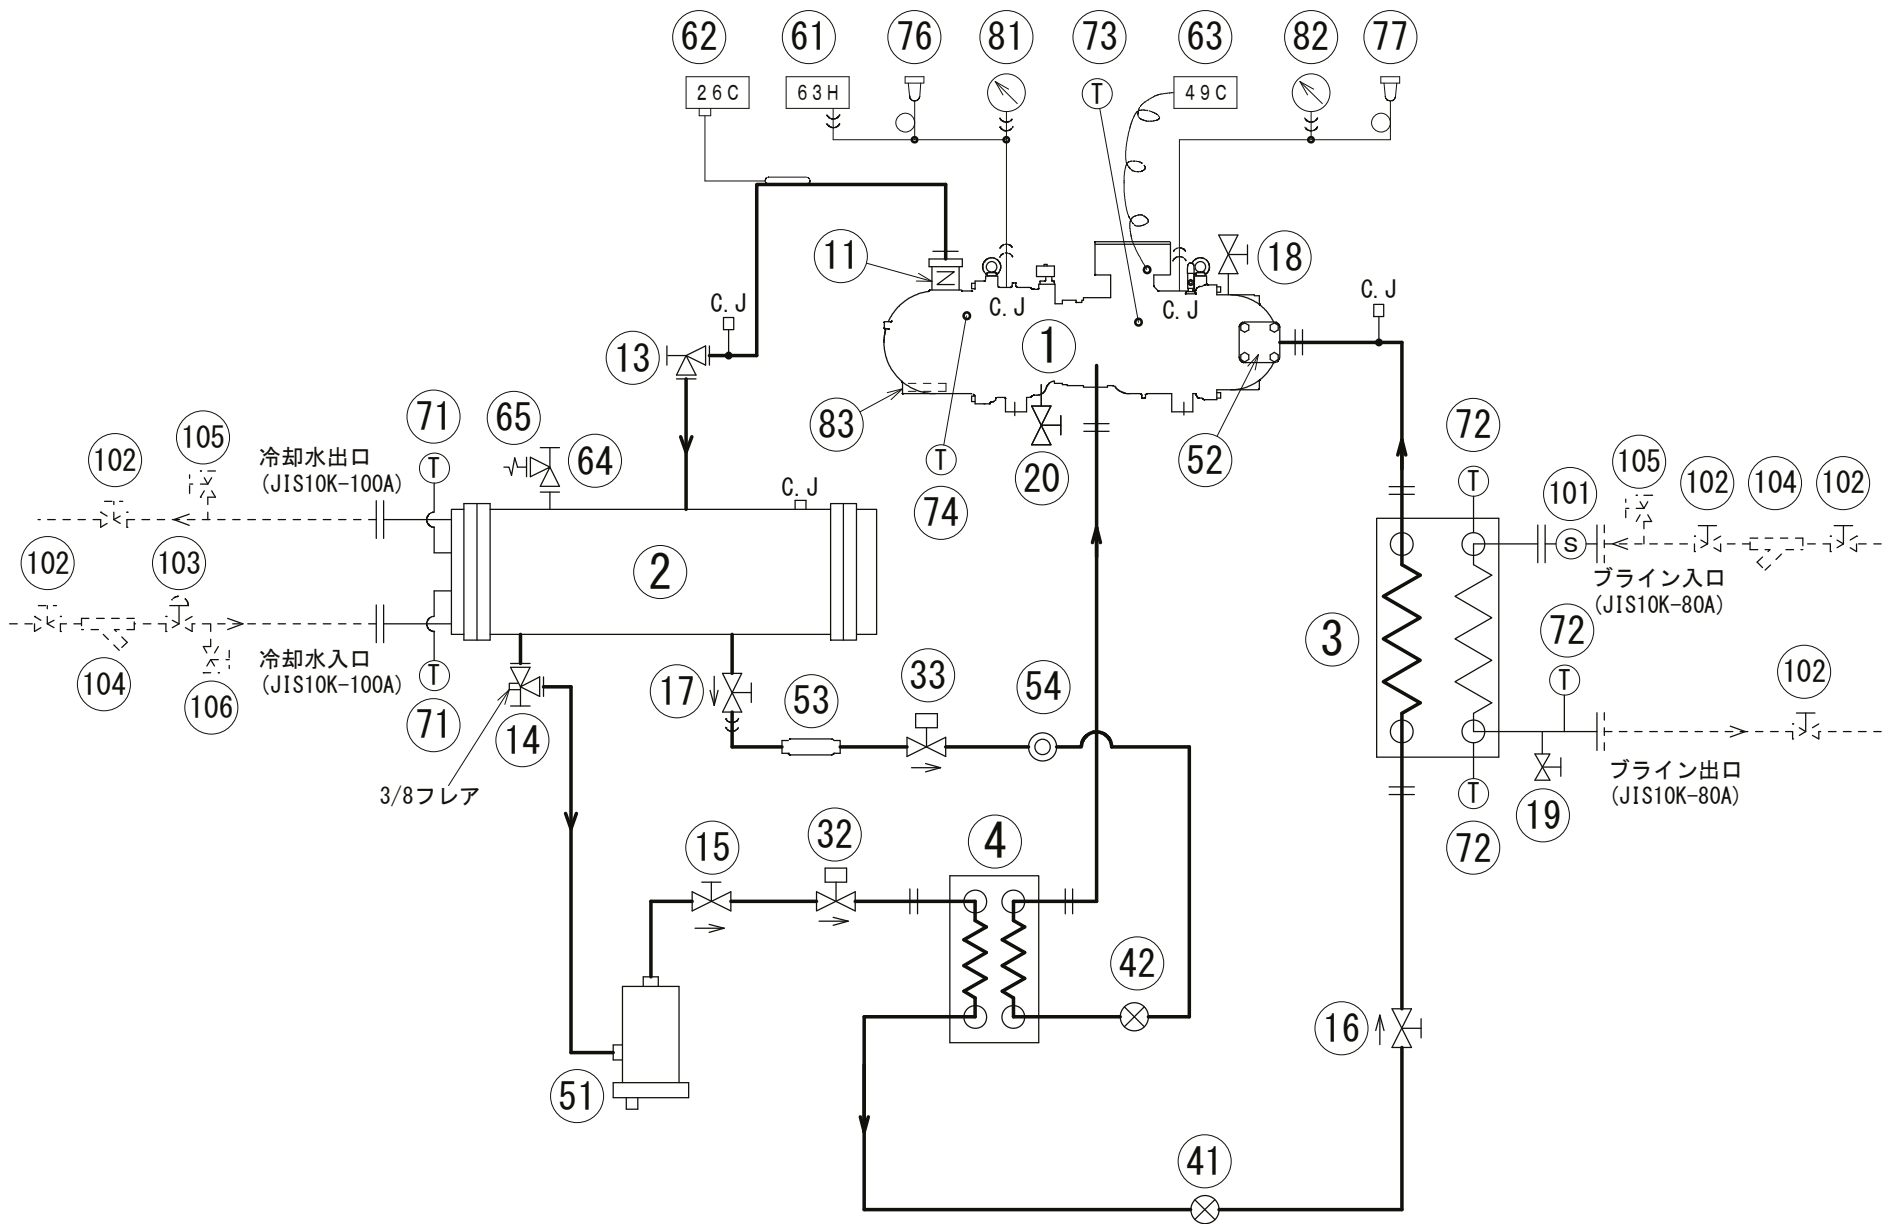 62 61 76 81 73 63 82 77
26C 63H T 49C
11 18
C.J C.J C.J C.J
13 1
83 52
71 65 64 72
102 105 T T 20 T 105 102 104 102
冷却水出口
(JIS10K-100A)
C.J
74 101
S
102 103 2
ブライン入口
(JIS10K-80A)
3 72
冷却水入口
(JIS10K-100A)
104 106 T 17 53 33 54 T 102
71 14
3/8フレア
ブライン出口
(JIS10K-80A)
T 19
72
15 32 4
42
16
51
41